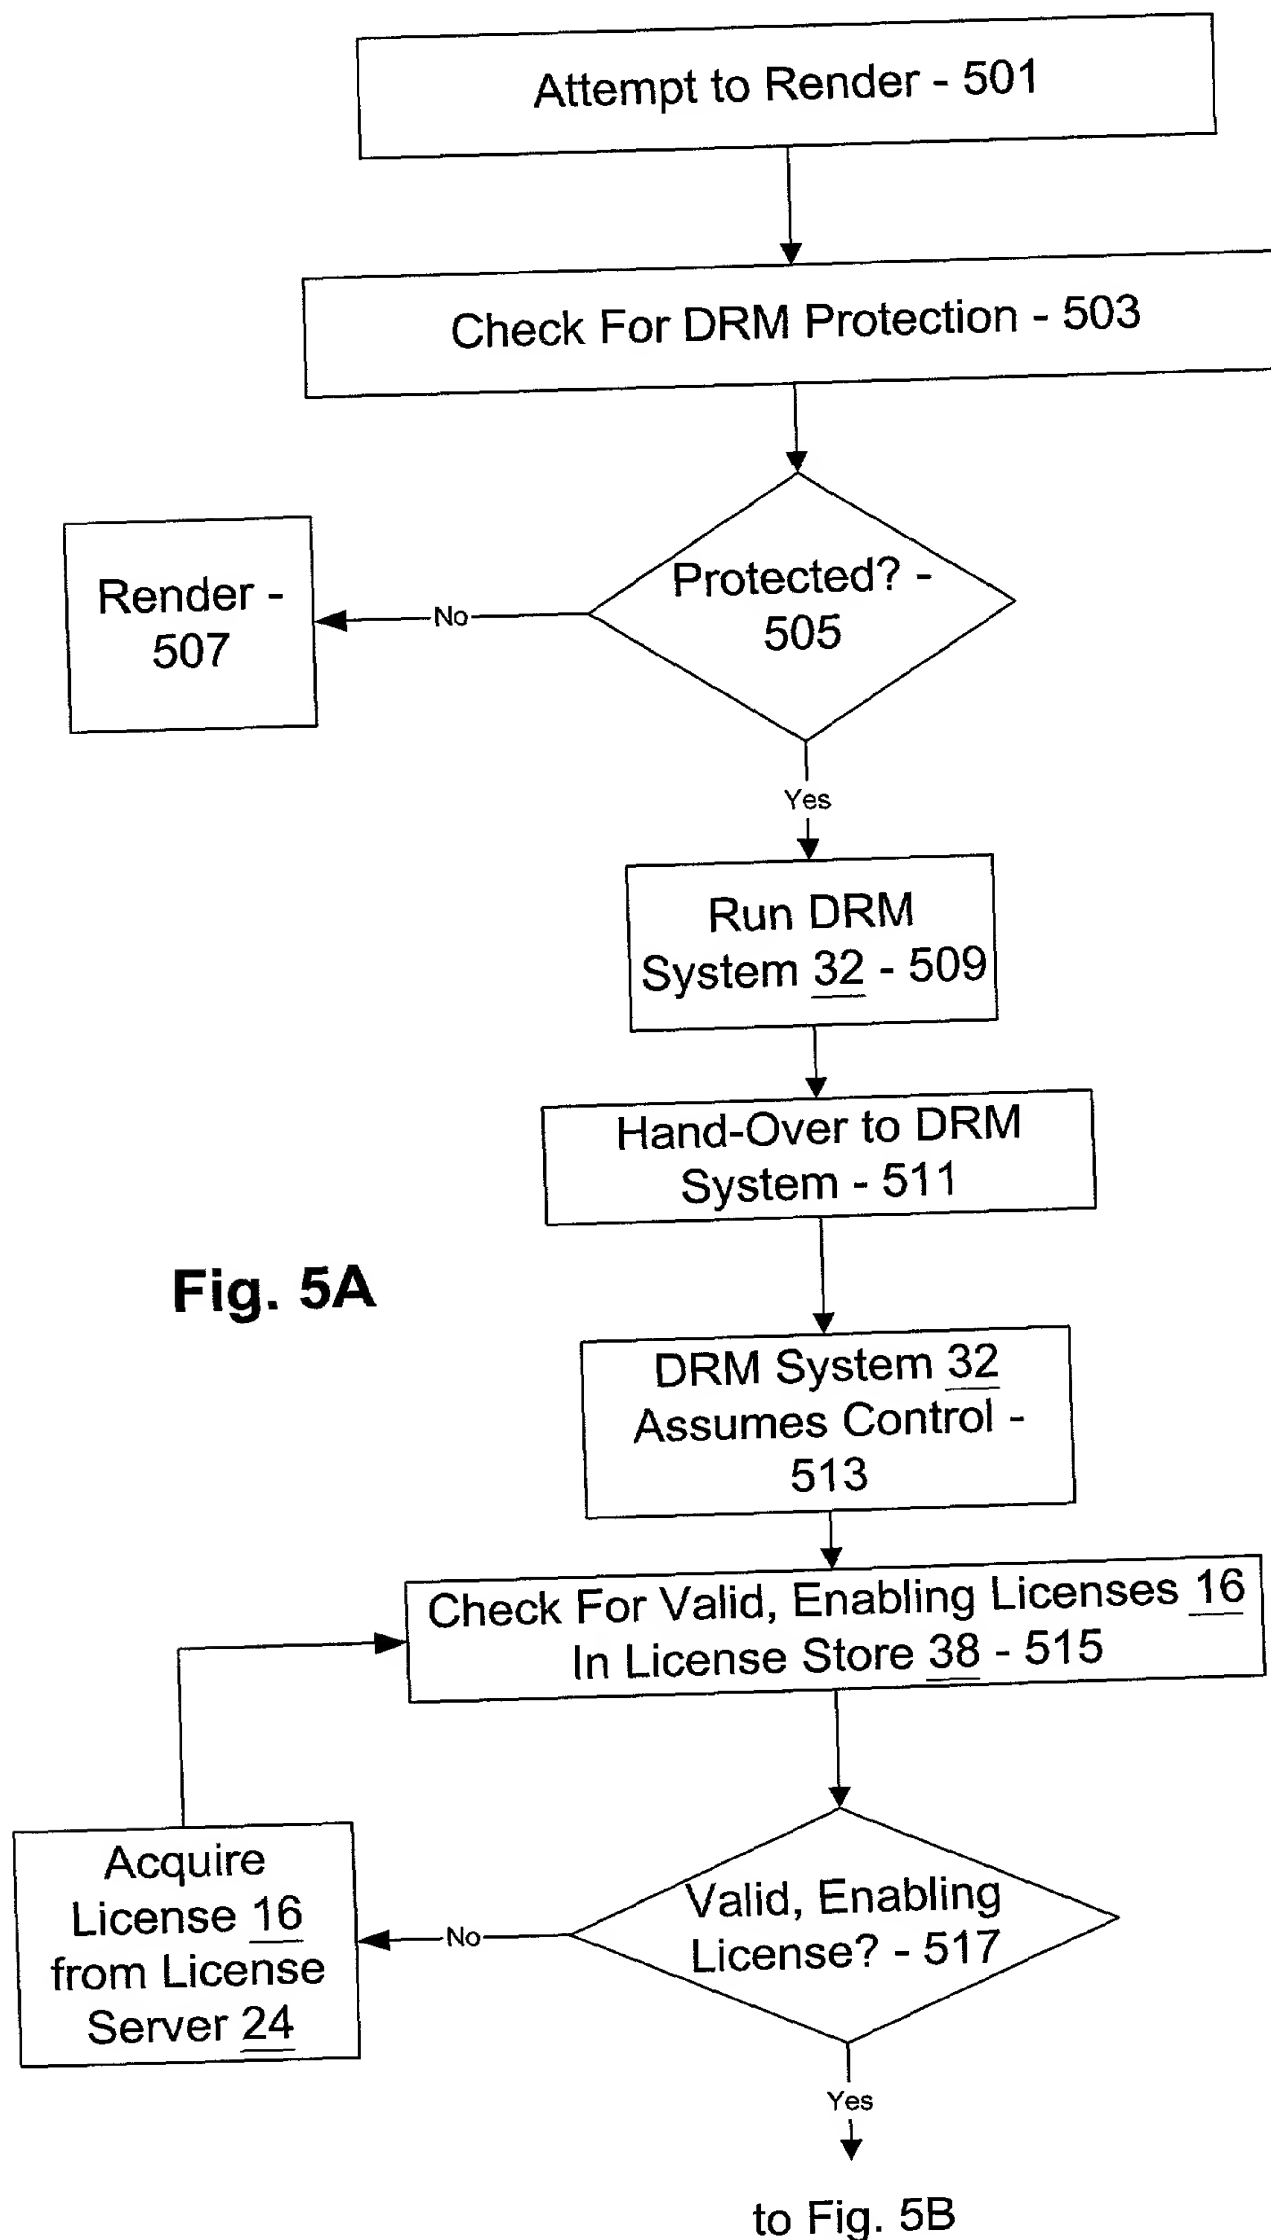 Attempt to Render - 501
Check For DRM Protection - 503
Protected? -
505
No
Render -
507
Yes
Run DRM
System 32 - 509
Hand-Over to DRM
System - 511
Fig. 5A
DRM System 32
Assumes Control -
513
Check For Valid, Enabling Licenses 16
In License Store 38 - 515
Valid, Enabling
License? - 517
No
Acquire
License 16
from License
Server 24
Yes
to Fig. 5B